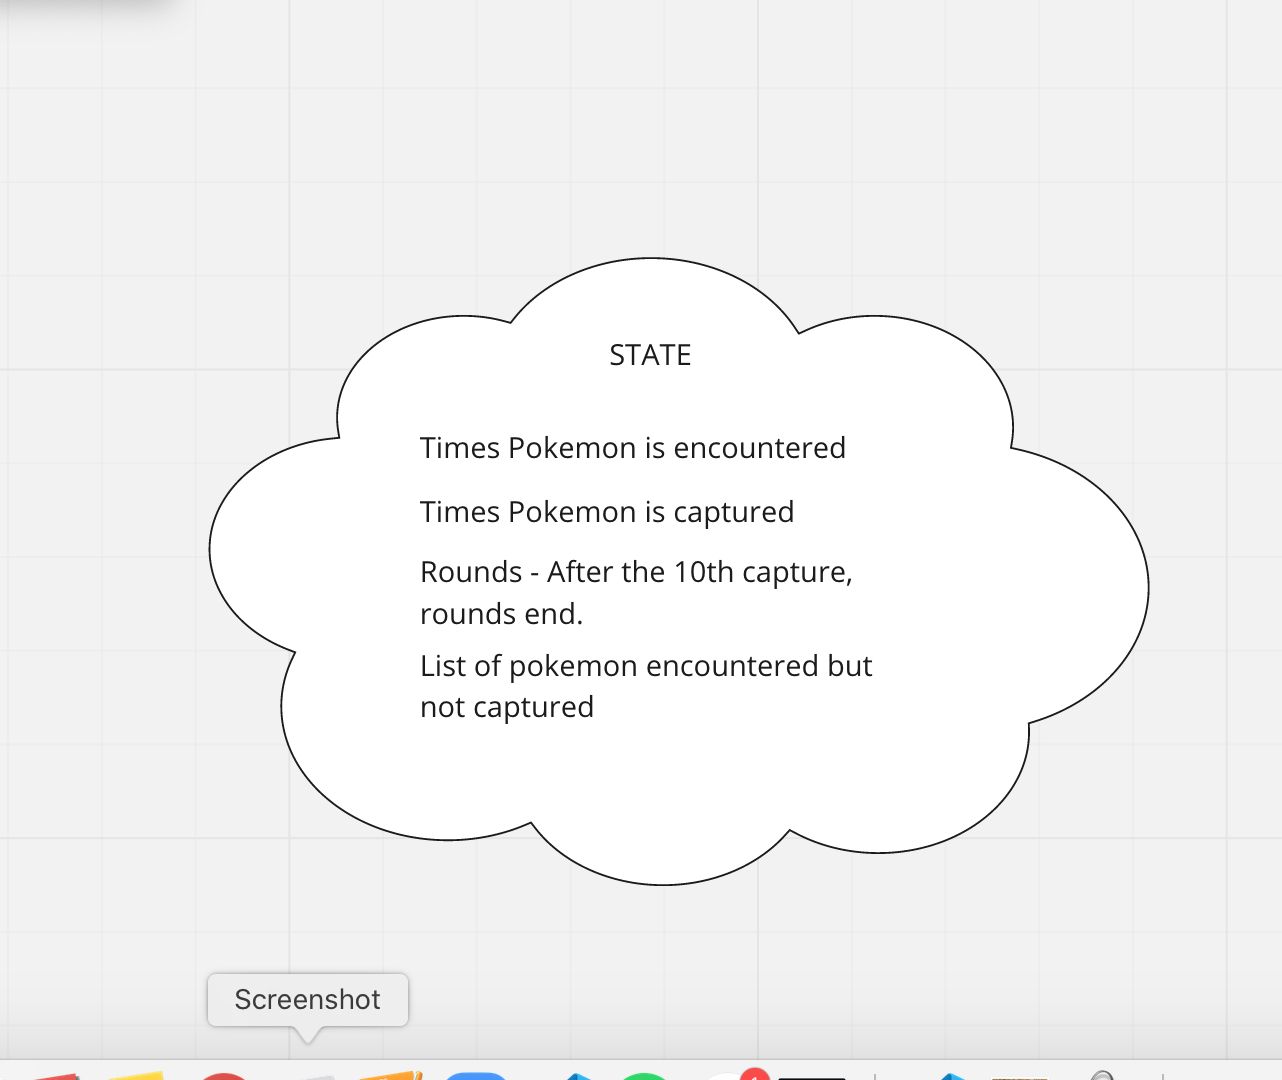 STATE
Times Pokemon is encountered
Times Pokemon is captured
Rounds - After the 10th capture,
rounds end.
List of pokemon encountered but
not captured
Screenshot